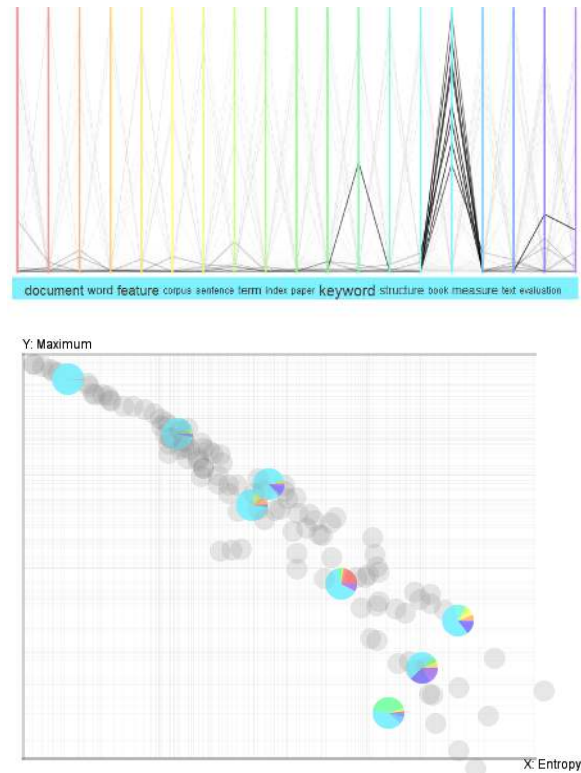 document word feature corpus sentence term index paper keyword structure book measure text evaluation
Y: Maximum
X: Entropy